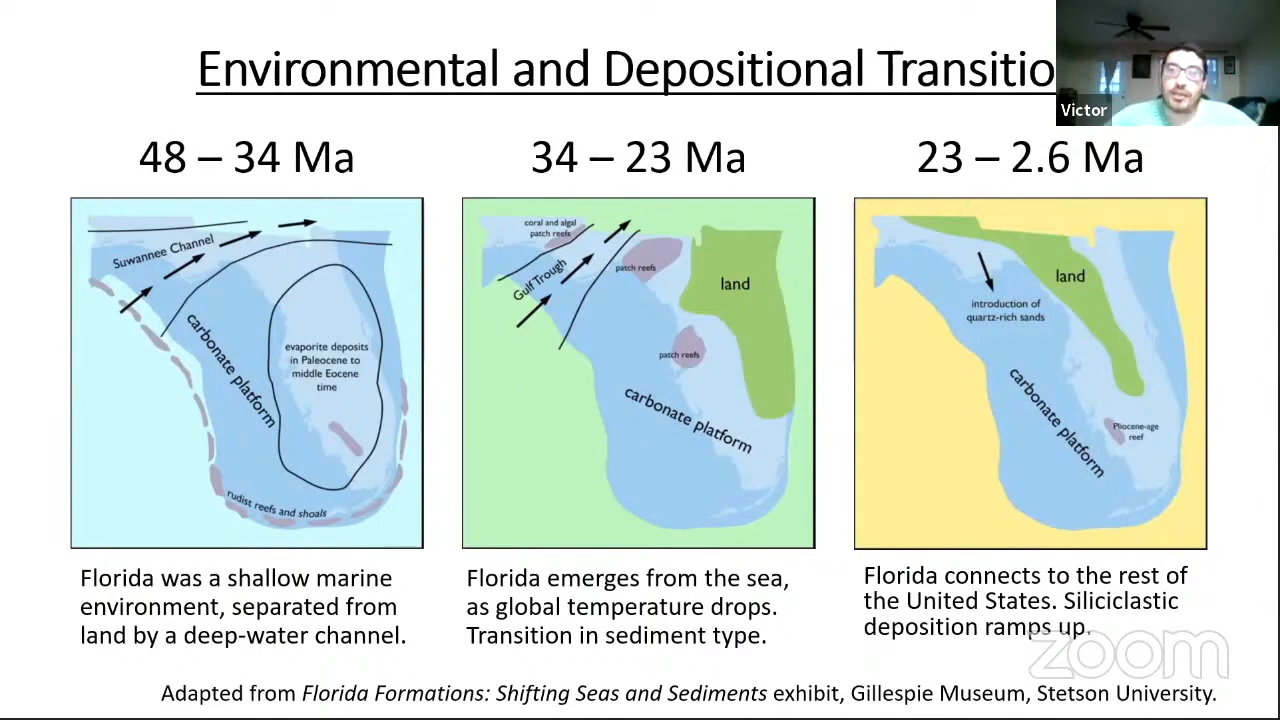 Environmental and Depositional Transitio
Victor
48 – 34 Ma
34 – 23 Ma
23 – 2.6 Ma
Suwannee Channel
carbonate platform
evaporite deposits
in Paleocene to
middle Eocene
time
rudist reefs and shoals
coral and algal
patch reefs
Gulf Trough
patch reefs
land
patch reefs
carbonate platform
land
introduction of
quartz-rich sands
carbonate platform
Pliocene-age
reef
Florida was a shallow marine
environment, separated from
land by a deep-water channel.
Florida emerges from the sea,
as global temperature drops.
Transition in sediment type.
Florida connects to the rest of
the United States. Siliciclastic
deposition ramps up.
zoom
Adapted from Florida Formations: Shifting Seas and Sediments exhibit, Gillespie Museum, Stetson University.